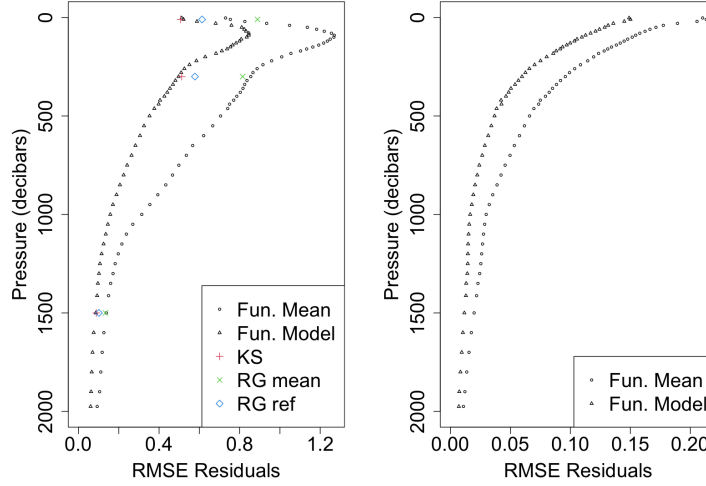 0
500
1000
1500
2000
Pressure (decibars)
0.0
0.4
0.8
1.2
RMSE Residuals
Fun. Mean
Fun. Model
KS
RG mean
RG ref
0
500
1000
1500
2000
Pressure (decibars)
0.00
0.05
0.10
0.15
0.20
RMSE Residuals
Fun. Mean
Fun. Model